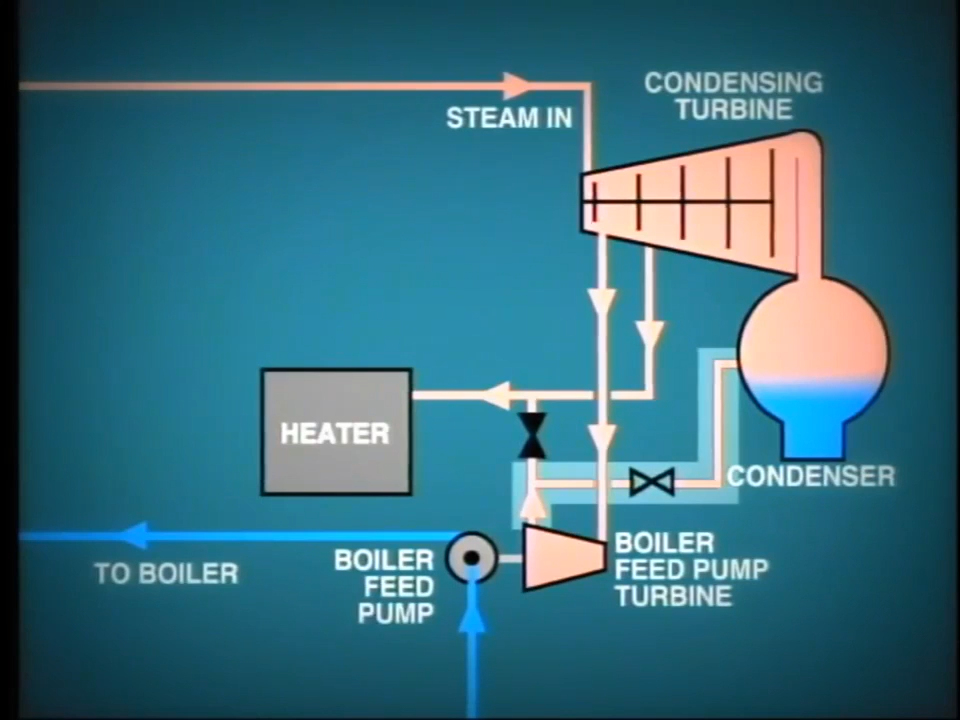 CONDENSING
TURBINE
STEAM IN
HEATER
CONDENSER
BOILER
FEED PUMP
TURBINE
BOILER
FEED
PUMP
TO BOILER